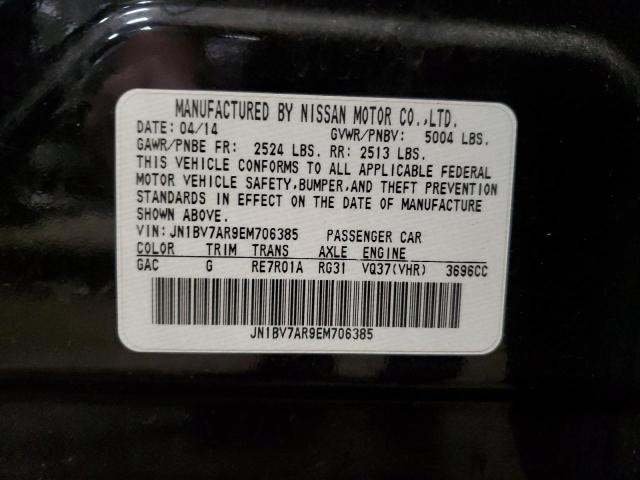 MANUFACTURED BY NISSAN MOTOR CO.,LTD.
DATE: 04/14 GVWR/PNBV: 5004 LBS.
GAWR/PNBE FR: 2524 LBS. RR: 2513 LBS.
THIS VEHICLE CONFORMS TO ALL APPLICABLE FEDERAL
MOTOR VEHICLE SAFETY,BUMPER,AND THEFT PREVENTION
STANDARDS IN EFFECT ON THE DATE OF MANUFACTURE
SHOWN ABOVE.
VIN: JN1BV7AR9EM706385 PASSENGER CAR
COLOR TRIM TRANS AXLE ENGINE
GAC G RE7R01A RG31 VQ37(VHR) 3696CC
JN1BV7AR9EM706385